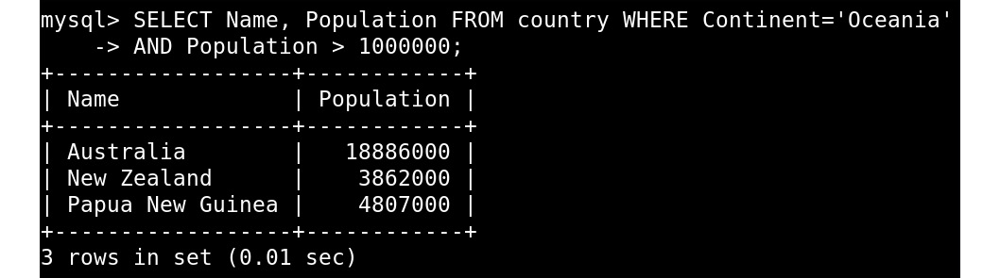 mysql> SELECT Name, Population FROM country WHERE Continent='Oceania'
    -> AND Population > 1000000;
+------------------+------------+
| Name             | Population |
+------------------+------------+
| Australia        |   18886000 |
| New Zealand      |    3862000 |
| Papua New Guinea |    4807000 |
+------------------+------------+
3 rows in set (0.01 sec)